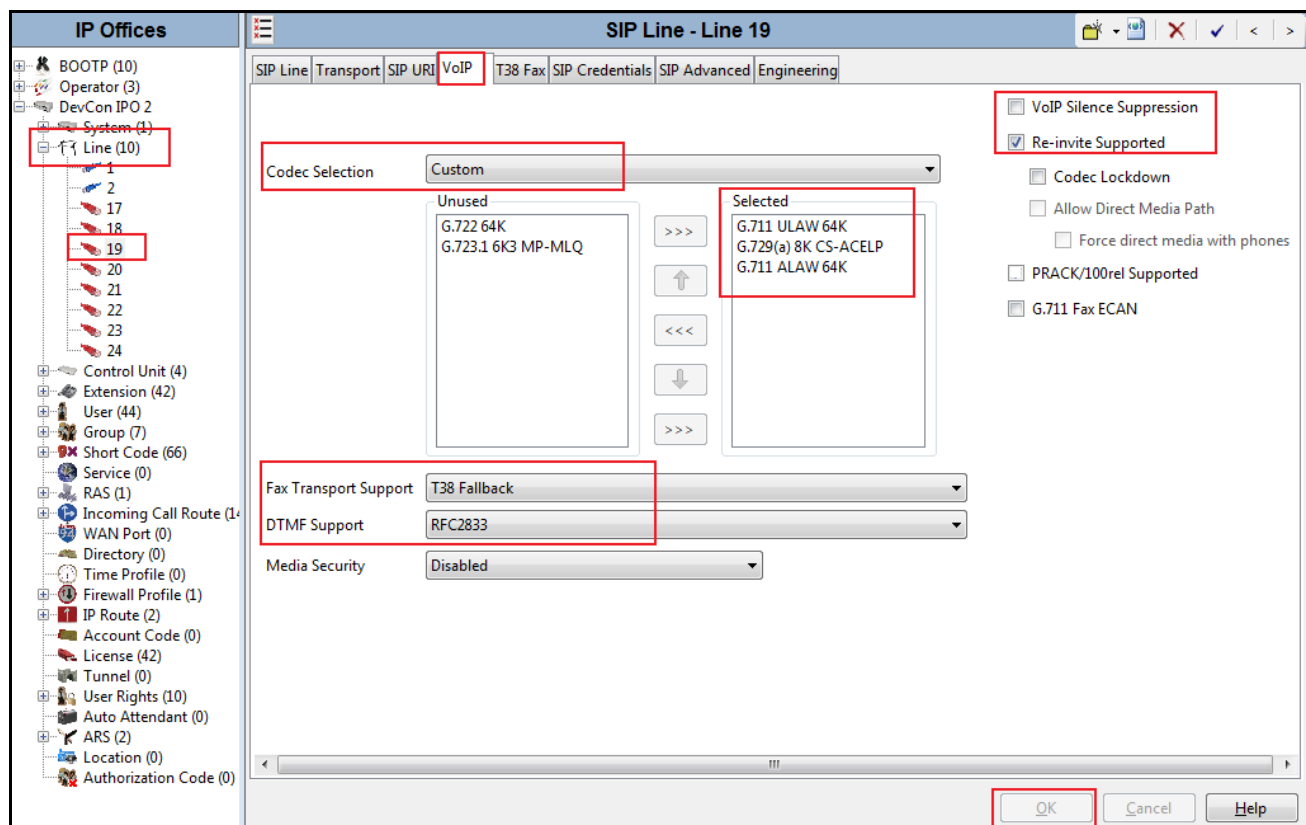 IP Offices
BOOTP (10)
Operator (3)
DevCon IPO 2
System (1)
Line (10)
1
2
17
18
19
20
21
22
23
24
Control Unit (4)
Extension (42)
User (44)
Group (7)
Short Code (66)
Service (0)
RAS (1)
Incoming Call Route (14
WAN Port (0)
Directory (0)
Time Profile (0)
Firewall Profile (1)
IP Route (2)
Account Code (0)
License (42)
Tunnel (0)
User Rights (10)
Auto Attendant (0)
ARS (2)
Location (0)
Authorization Code (0)
SIP Line - Line 19
SIP Line Transport SIP URI VoIP T38 Fax SIP Credentials SIP Advanced Engineering
Codec Selection Custom
Unused
G.722 64K
G.723.1 6K3 MP-MLQ
>>>
<<<
>>>
Selected
G.711 ULAW 64K
G.729(a) 8K CS-ACELP
G.711 ALAW 64K
Fax Transport Support T38 Fallback
DTMF Support RFC2833
Media Security Disabled
VoIP Silence Suppression
Re-invite Supported
Codec Lockdown
Allow Direct Media Path
Force direct media with phones
PRACK/100rel Supported
G.711 Fax ECAN
OK Cancel Help